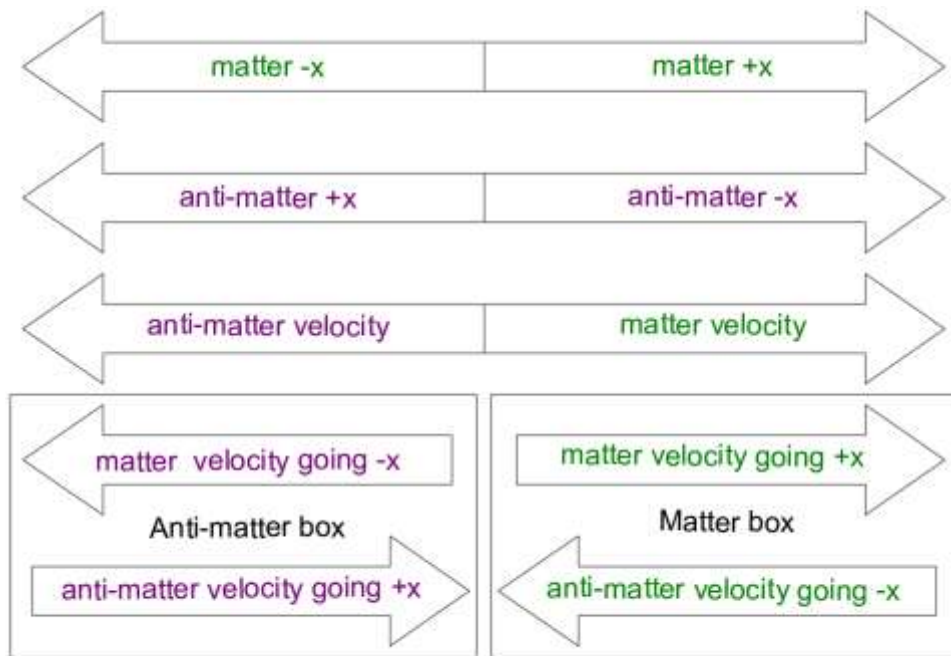 matter -x matter +x
anti-matter +x anti-matter -x
anti-matter velocity matter velocity
matter velocity going -x matter velocity going +x
Anti-matter box Matter box
anti-matter velocity going +x anti-matter velocity going -x